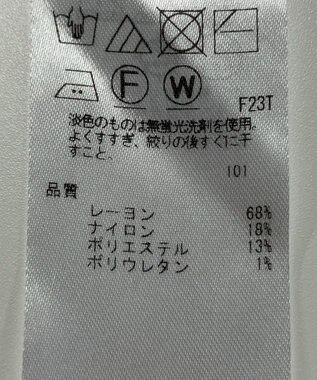 F W
F23T
淡色のものは無蛍光洗剤を使用。
よくすすぎ、絞りの後すぐに干
すこと。
101
品質
レーヨン 68%
ナイロン 18%
ポリエステル 13%
ポリウレタン 1%